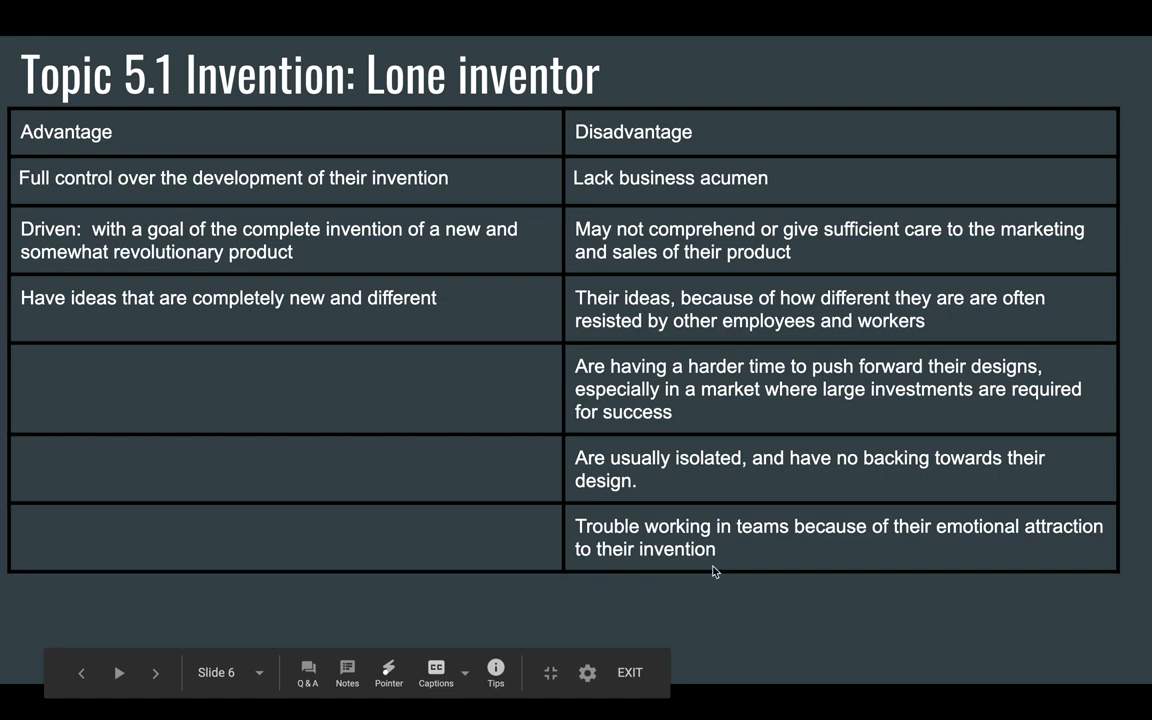 Topic 5.1 Invention: Lone inventor
Advantage
Disadvantage
Full control over the development of their invention
Lack business acumen
Driven:  with a goal of the complete invention of a new and
somewhat revolutionary product
May not comprehend or give sufficient care to the marketing
and sales of their product
Have ideas that are completely new and different
Their ideas, because of how different they are are often
resisted by other employees and workers
Are having a harder time to push forward their designs,
especially in a market where large investments are required
for success
Are usually isolated, and have no backing towards their
design.
Trouble working in teams because of their emotional attraction
to their invention
Slide 6
Q & A
Notes
Pointer
CC
Captions
Tips
EXIT